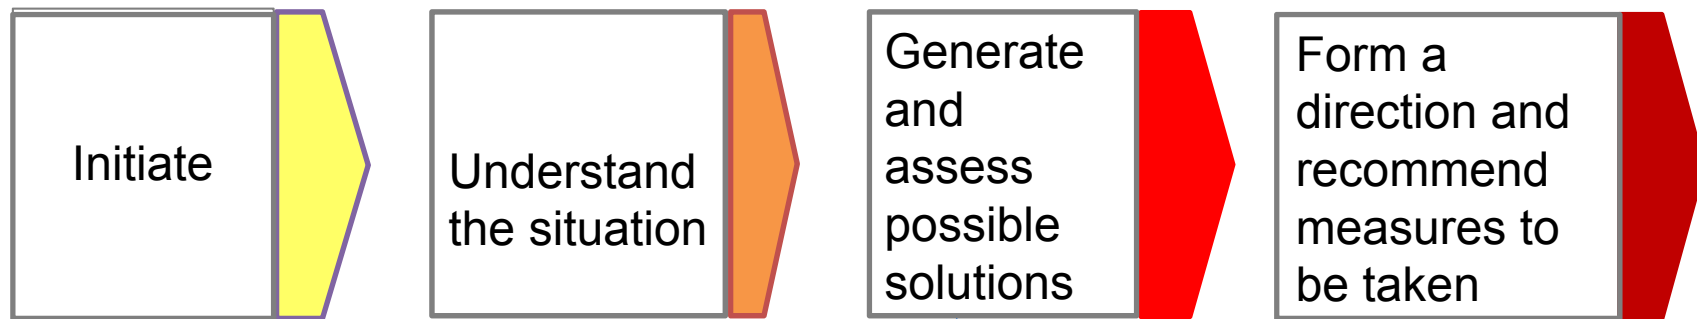 Initiate
Understand
the situation
Generate
and
assess
possible
solutions
Form a
direction and
recommend
measures to
be taken